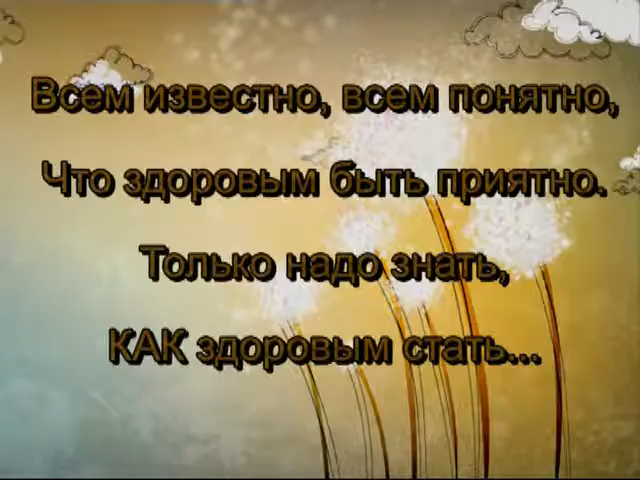 Всем известно, всем понятно,
Что здоровым быть приятно.
Только надо знать,
КАК здоровым стать...